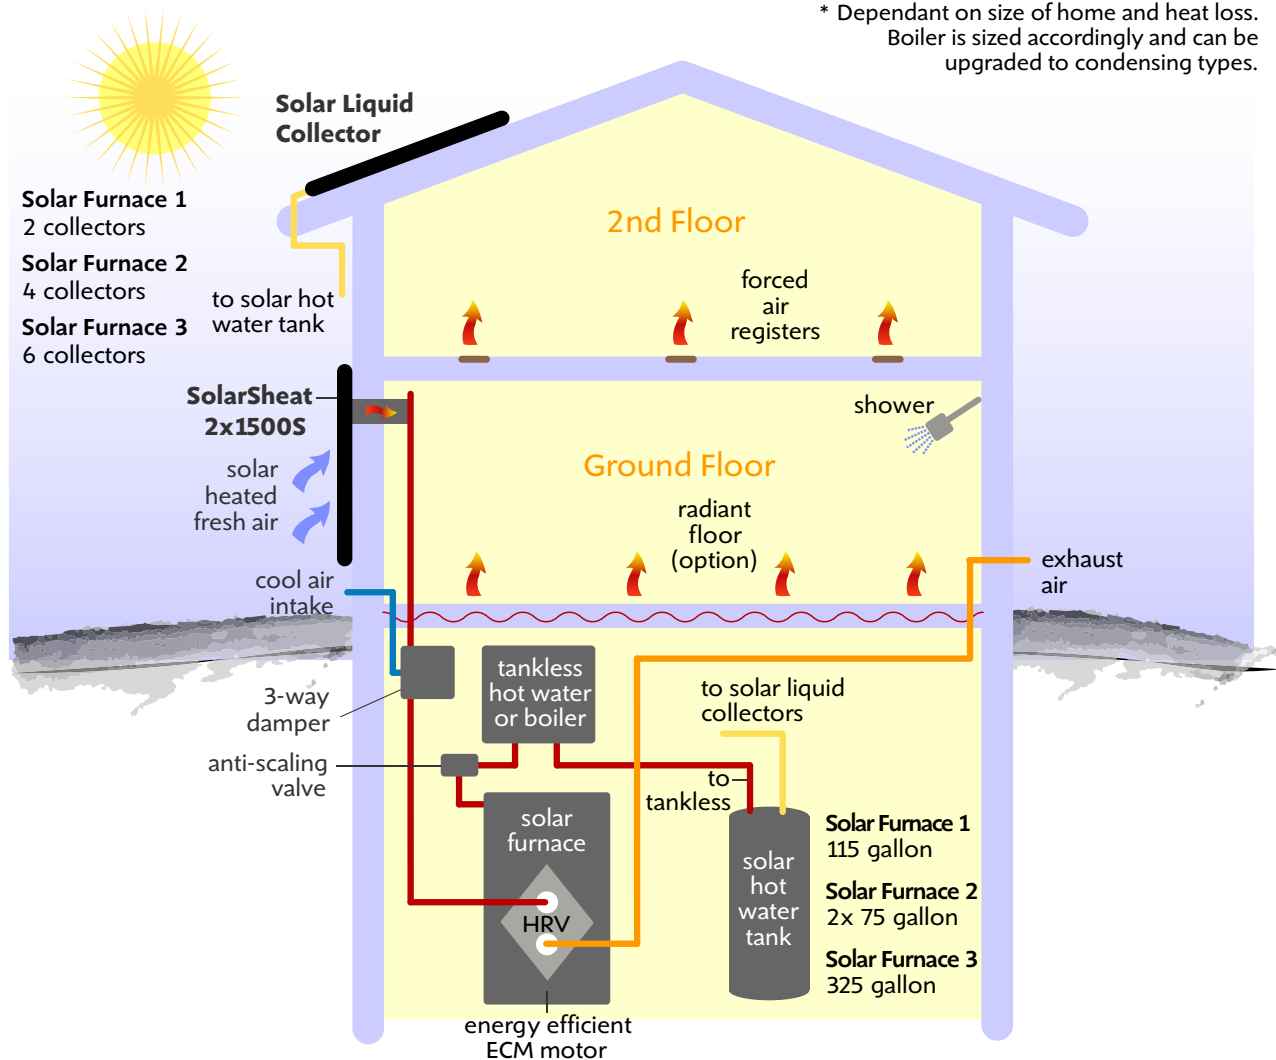 * Dependant on size of home and heat loss.
Boiler is sized accordingly and can be
upgraded to condensing types.
Solar Liquid
Collector
Solar Furnace 1
2 collectors
Solar Furnace 2
4 collectors
Solar Furnace 3
6 collectors
to solar hot
water tank
2nd Floor
forced
air
registers
SolarSheat
2x1500S
solar
heated
fresh air
shower
Ground Floor
radiant
floor
(option)
cool air
intake
exhaust
air
3-way
damper
tankless
hot water
or boiler
to solar liquid
collectors
anti-scaling
valve
to
tankless
solar
furnace
HRV
energy efficient
ECM motor
solar
hot
water
tank
Solar Furnace 1
115 gallon
Solar Furnace 2
2x 75 gallon
Solar Furnace 3
325 gallon